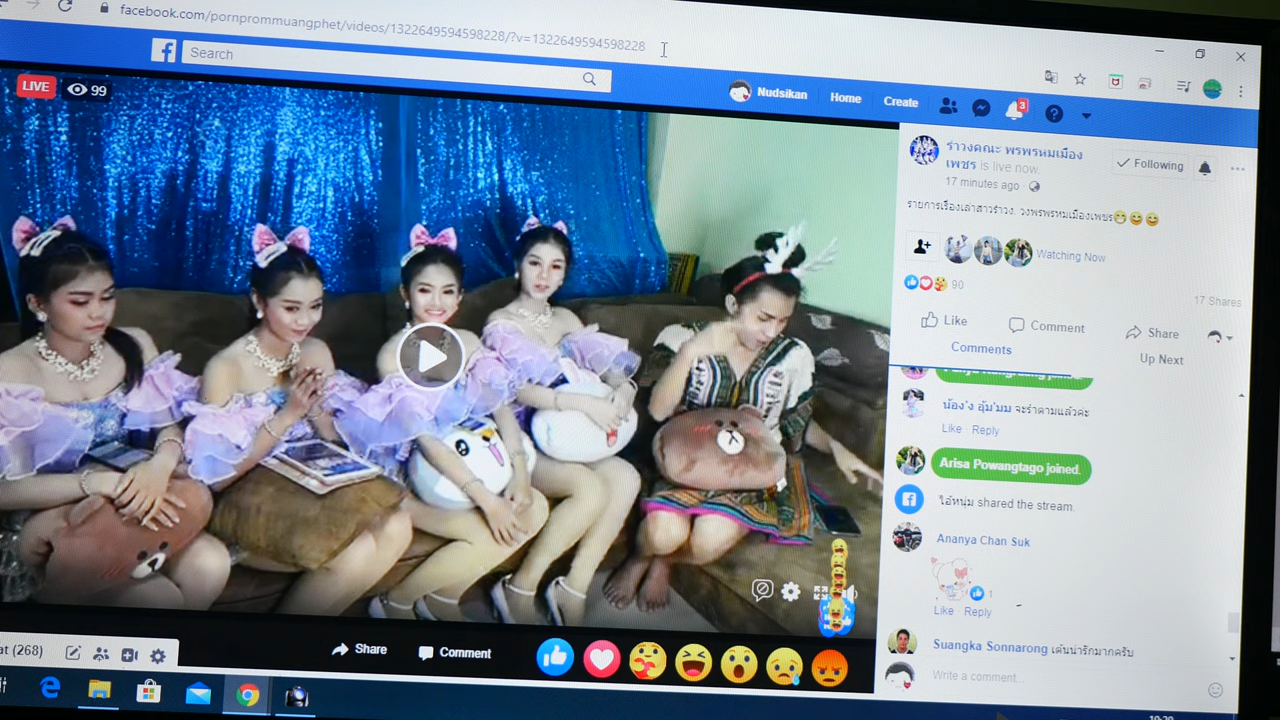 facebook.com/pornprommuangphet/videos/1322649594598228/?v=1322649594598228
Search
Nudsikan
Home
Create
3
LIVE
99
รำวงคณะ พรพรหมเมือง
เพชร is live now.
17 minutes ago
Following
รายการเรื่องเล่าสาวรำวง. วงพรพรหมเมืองเพชร
Watching Now
90
17 Shares
Like
Comment
Share
Comments
Up Next
joined.
น้อง'ง อุ้ม'มม จะรำตามแล้วค่ะ
Like · Reply
Arisa Powangtago joined.
ไอ้หนุ่ม shared the stream.
Ananya Chan Suk
1
Like · Reply
Suangka Sonnarong เต้นน่ารักมากครับ
Write a comment...
Share
Comment
at (268)